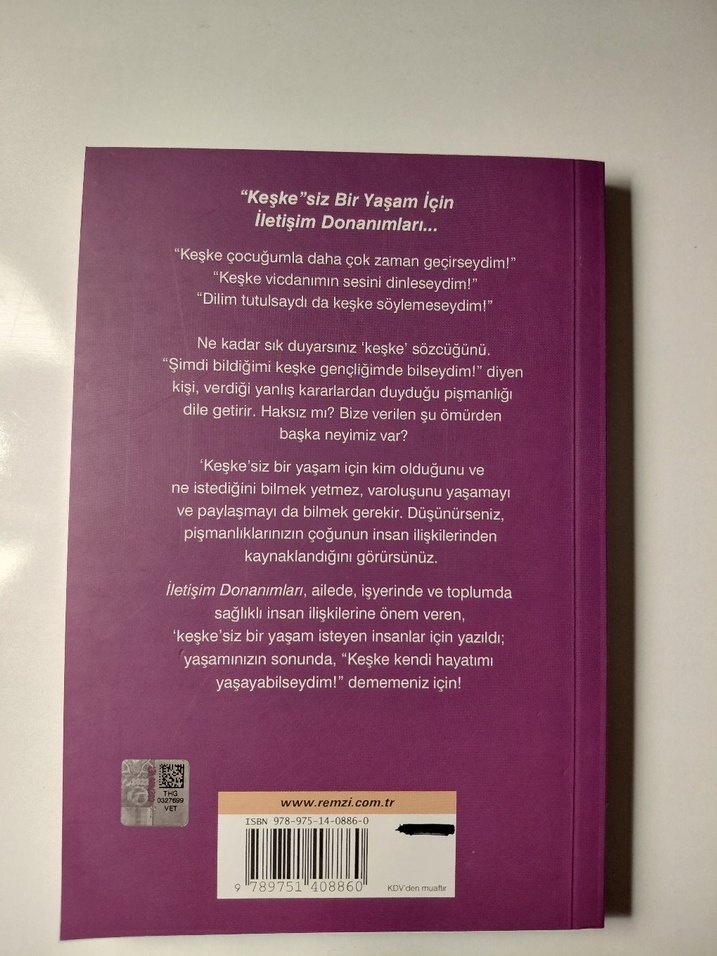 “Keşke”siz Bir Yaşam İçin
İletişim Donanımları...
“Keşke çocuğumla daha çok zaman geçirseydim!”
“Keşke vicdanımın sesini dinleseydim!”
“Dilim tutulsaydı da keşke söylemeseydim!”
Ne kadar sık duyarsınız ‘keşke’ sözcüğünü.
“Şimdi bildiğimi keşke gençliğimde bilseydim!” diyen
kişi, verdiği yanlış kararlardan duyduğu pişmanlığı
dile getirir. Haksız mı? Bize verilen şu ömürden
başka neyimiz var?
‘Keşke’siz bir yaşam için kim olduğunu ve
ne istediğini bilmek yetmez, varoluşunu yaşamayı
ve paylaşmayı da bilmek gerekir. Düşünürseniz,
pişmanlıklarınızın çoğunun insan ilişkilerinden
kaynaklandığını görürsünüz.
İletişim Donanımları, ailede, işyerinde ve toplumda
sağlıklı insan ilişkilerine önem veren,
‘keşke’siz bir yaşam isteyen insanlar için yazıldı;
yaşamınızın sonunda, “Keşke kendi hayatımı
yaşayabilseydim!” dememeniz için!
THG
0327699
VET
www.remzi.com.tr
ISBN 978-975-14-0886-0
9 789751 408860
KDV'den muaftır